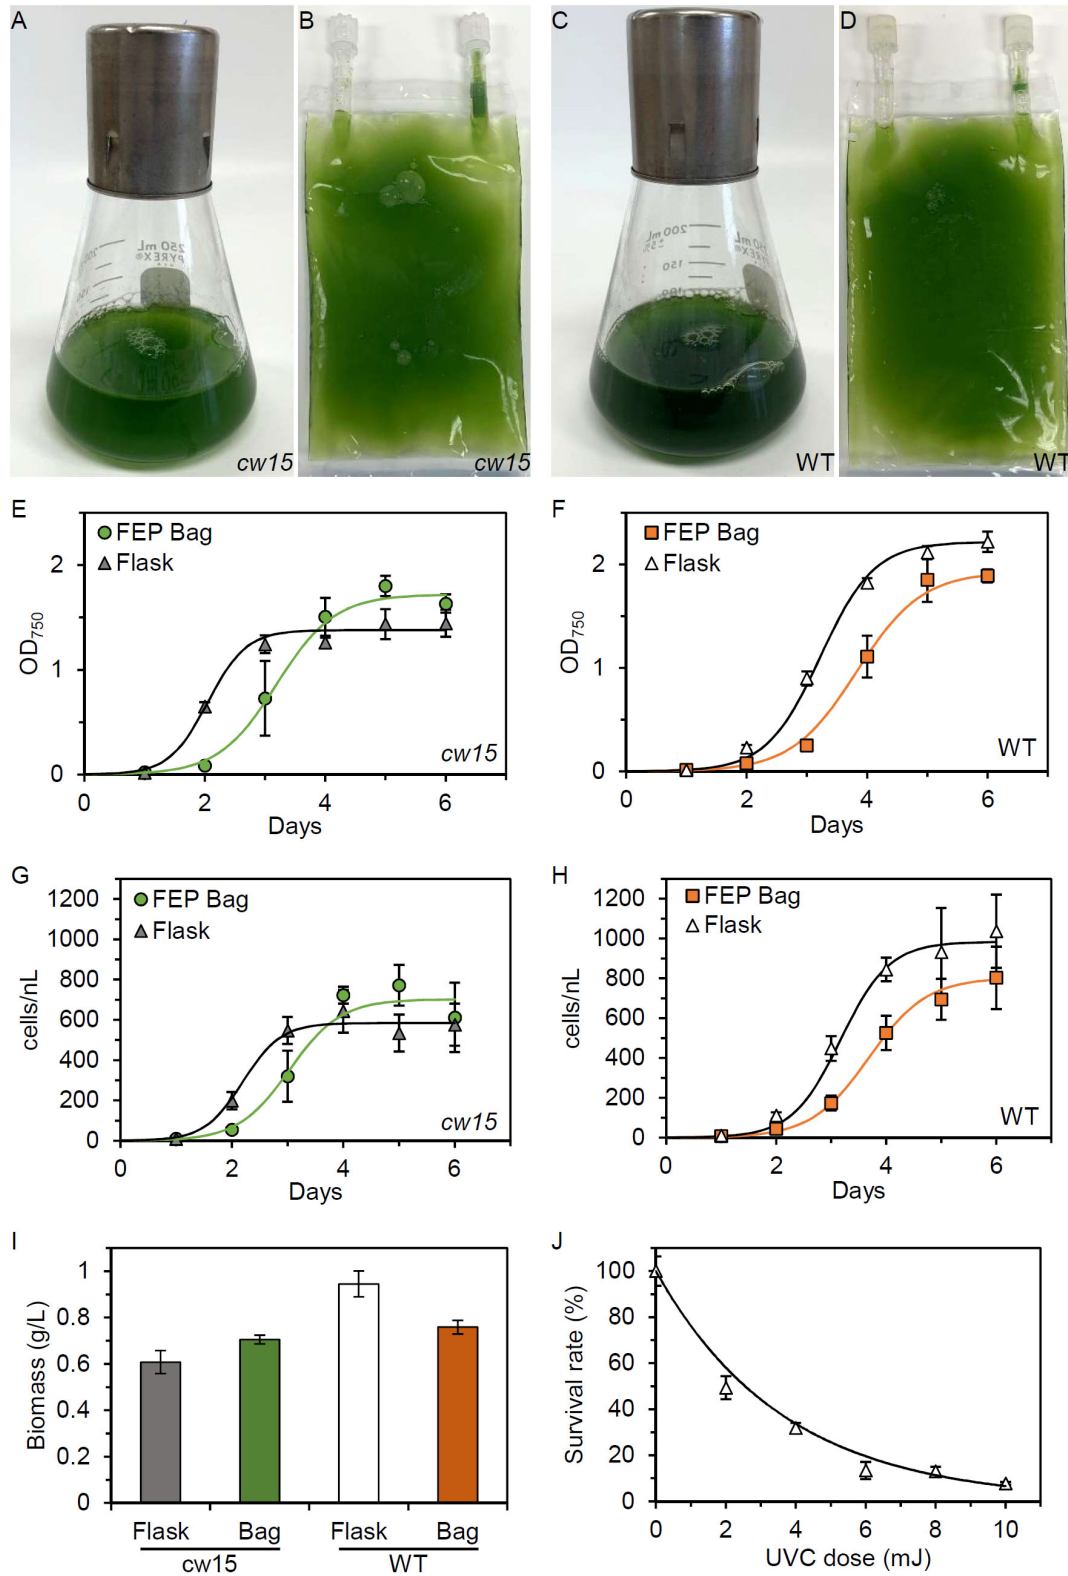 A
B
C
D
250 mL
PYREX®
200
150
cw15
cw15
200 mL
± 5%
150
WT
WT
E
FEP Bag
Flask
OD750
2
1
0
0 2 4 6
Days
cw15
F
FEP Bag
Flask
OD750
2
1
0
0 2 4 6
Days
WT
G
FEP Bag
Flask
cells/nL
1200
1000
800
600
400
200
0
0 2 4 6
Days
cw15
H
FEP Bag
Flask
cells/nL
1200
1000
800
600
400
200
0
0 2 4 6
Days
WT
I
Biomass (g/L)
1
0.8
0.6
0.4
0.2
0
Flask Bag Flask Bag
cw15 WT
J
Survival rate (%)
100
80
60
40
20
0
0 2 4 6 8 10
UVC dose (mJ)